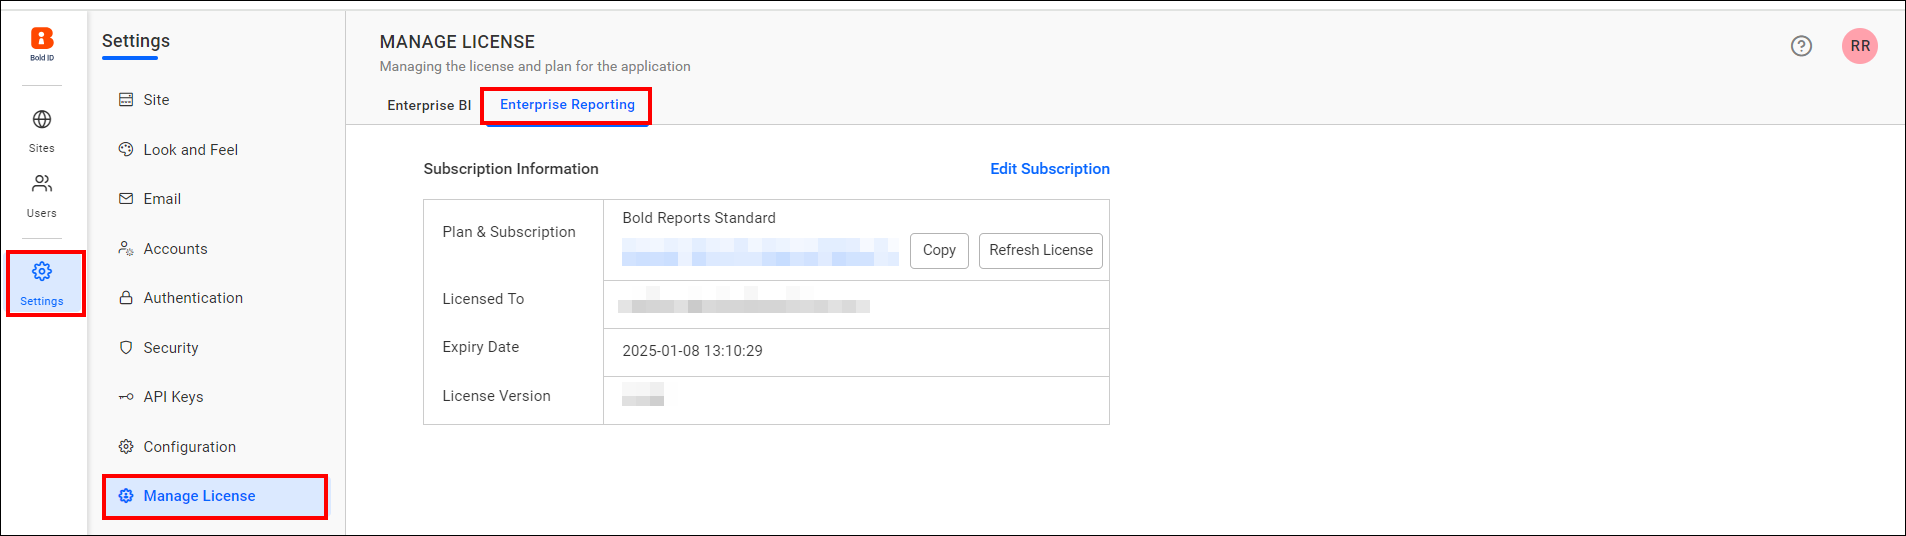 Bold ID
Sites
Users
Settings
Settings
Site
Look and Feel
Email
Accounts
Authentication
Security
API Keys
Configuration
Manage License
MANAGE LICENSE
Managing the license and plan for the application
RR
Enterprise BI
Enterprise Reporting
Subscription Information
Edit Subscription
Plan & Subscription
Bold Reports Standard
Copy
Refresh License
Licensed To
Expiry Date
2025-01-08 13:10:29
License Version